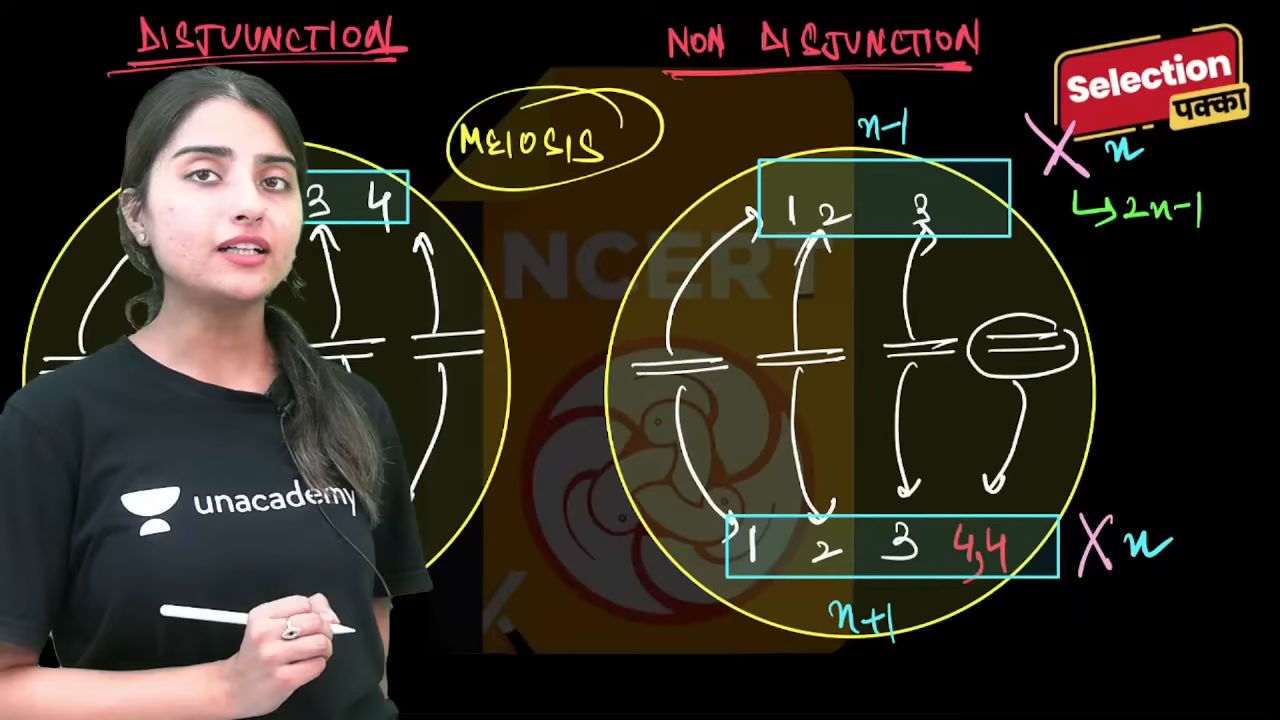 DISJUUNCTION
NON DISJUNCTION
Selection
पक्का
MEIOSIS
n-1
X n
↳ 2n-1
3 4
1 2 3
NCERT
unacademy
1 2 3 4,4
X n
n+1